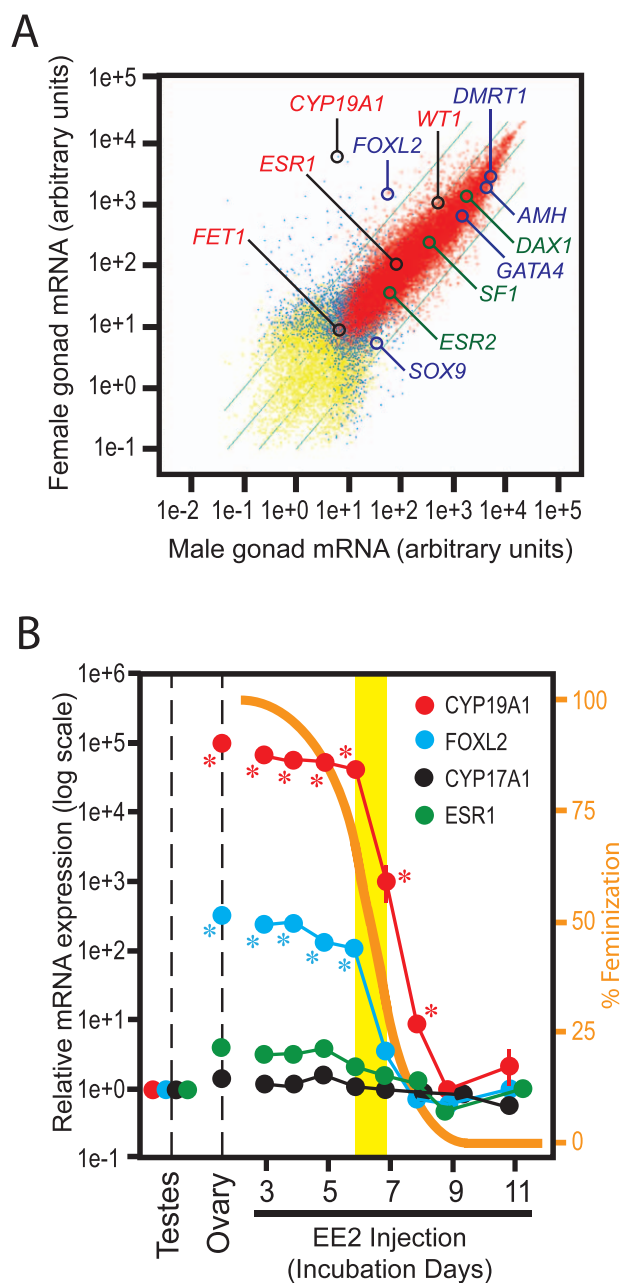 A
Female gonad mRNA (arbitrary units)
1e+5
1e+4
1e+3
1e+2
1e+1
1e+0
1e-1
CYP19A1
DMRT1
WT1
FOXL2
ESR1
FET1
AMH
DAX1
GATA4
SF1
ESR2
SOX9
1e-2 1e-1 1e+0 1e+1 1e+2 1e+3 1e+4 1e+5
Male gonad mRNA (arbitrary units)
B
Relative mRNA expression (log scale)
1e+6
1e+5
1e+4
1e+3
1e+2
1e+1
1e+0
1e-1
CYP19A1
FOXL2
CYP17A1
ESR1
* * * * *
* *
* * * * *
100
75
50
25
0
% Feminization
Testes
Ovary
3 5 7 9 11
EE2 Injection
(Incubation Days)